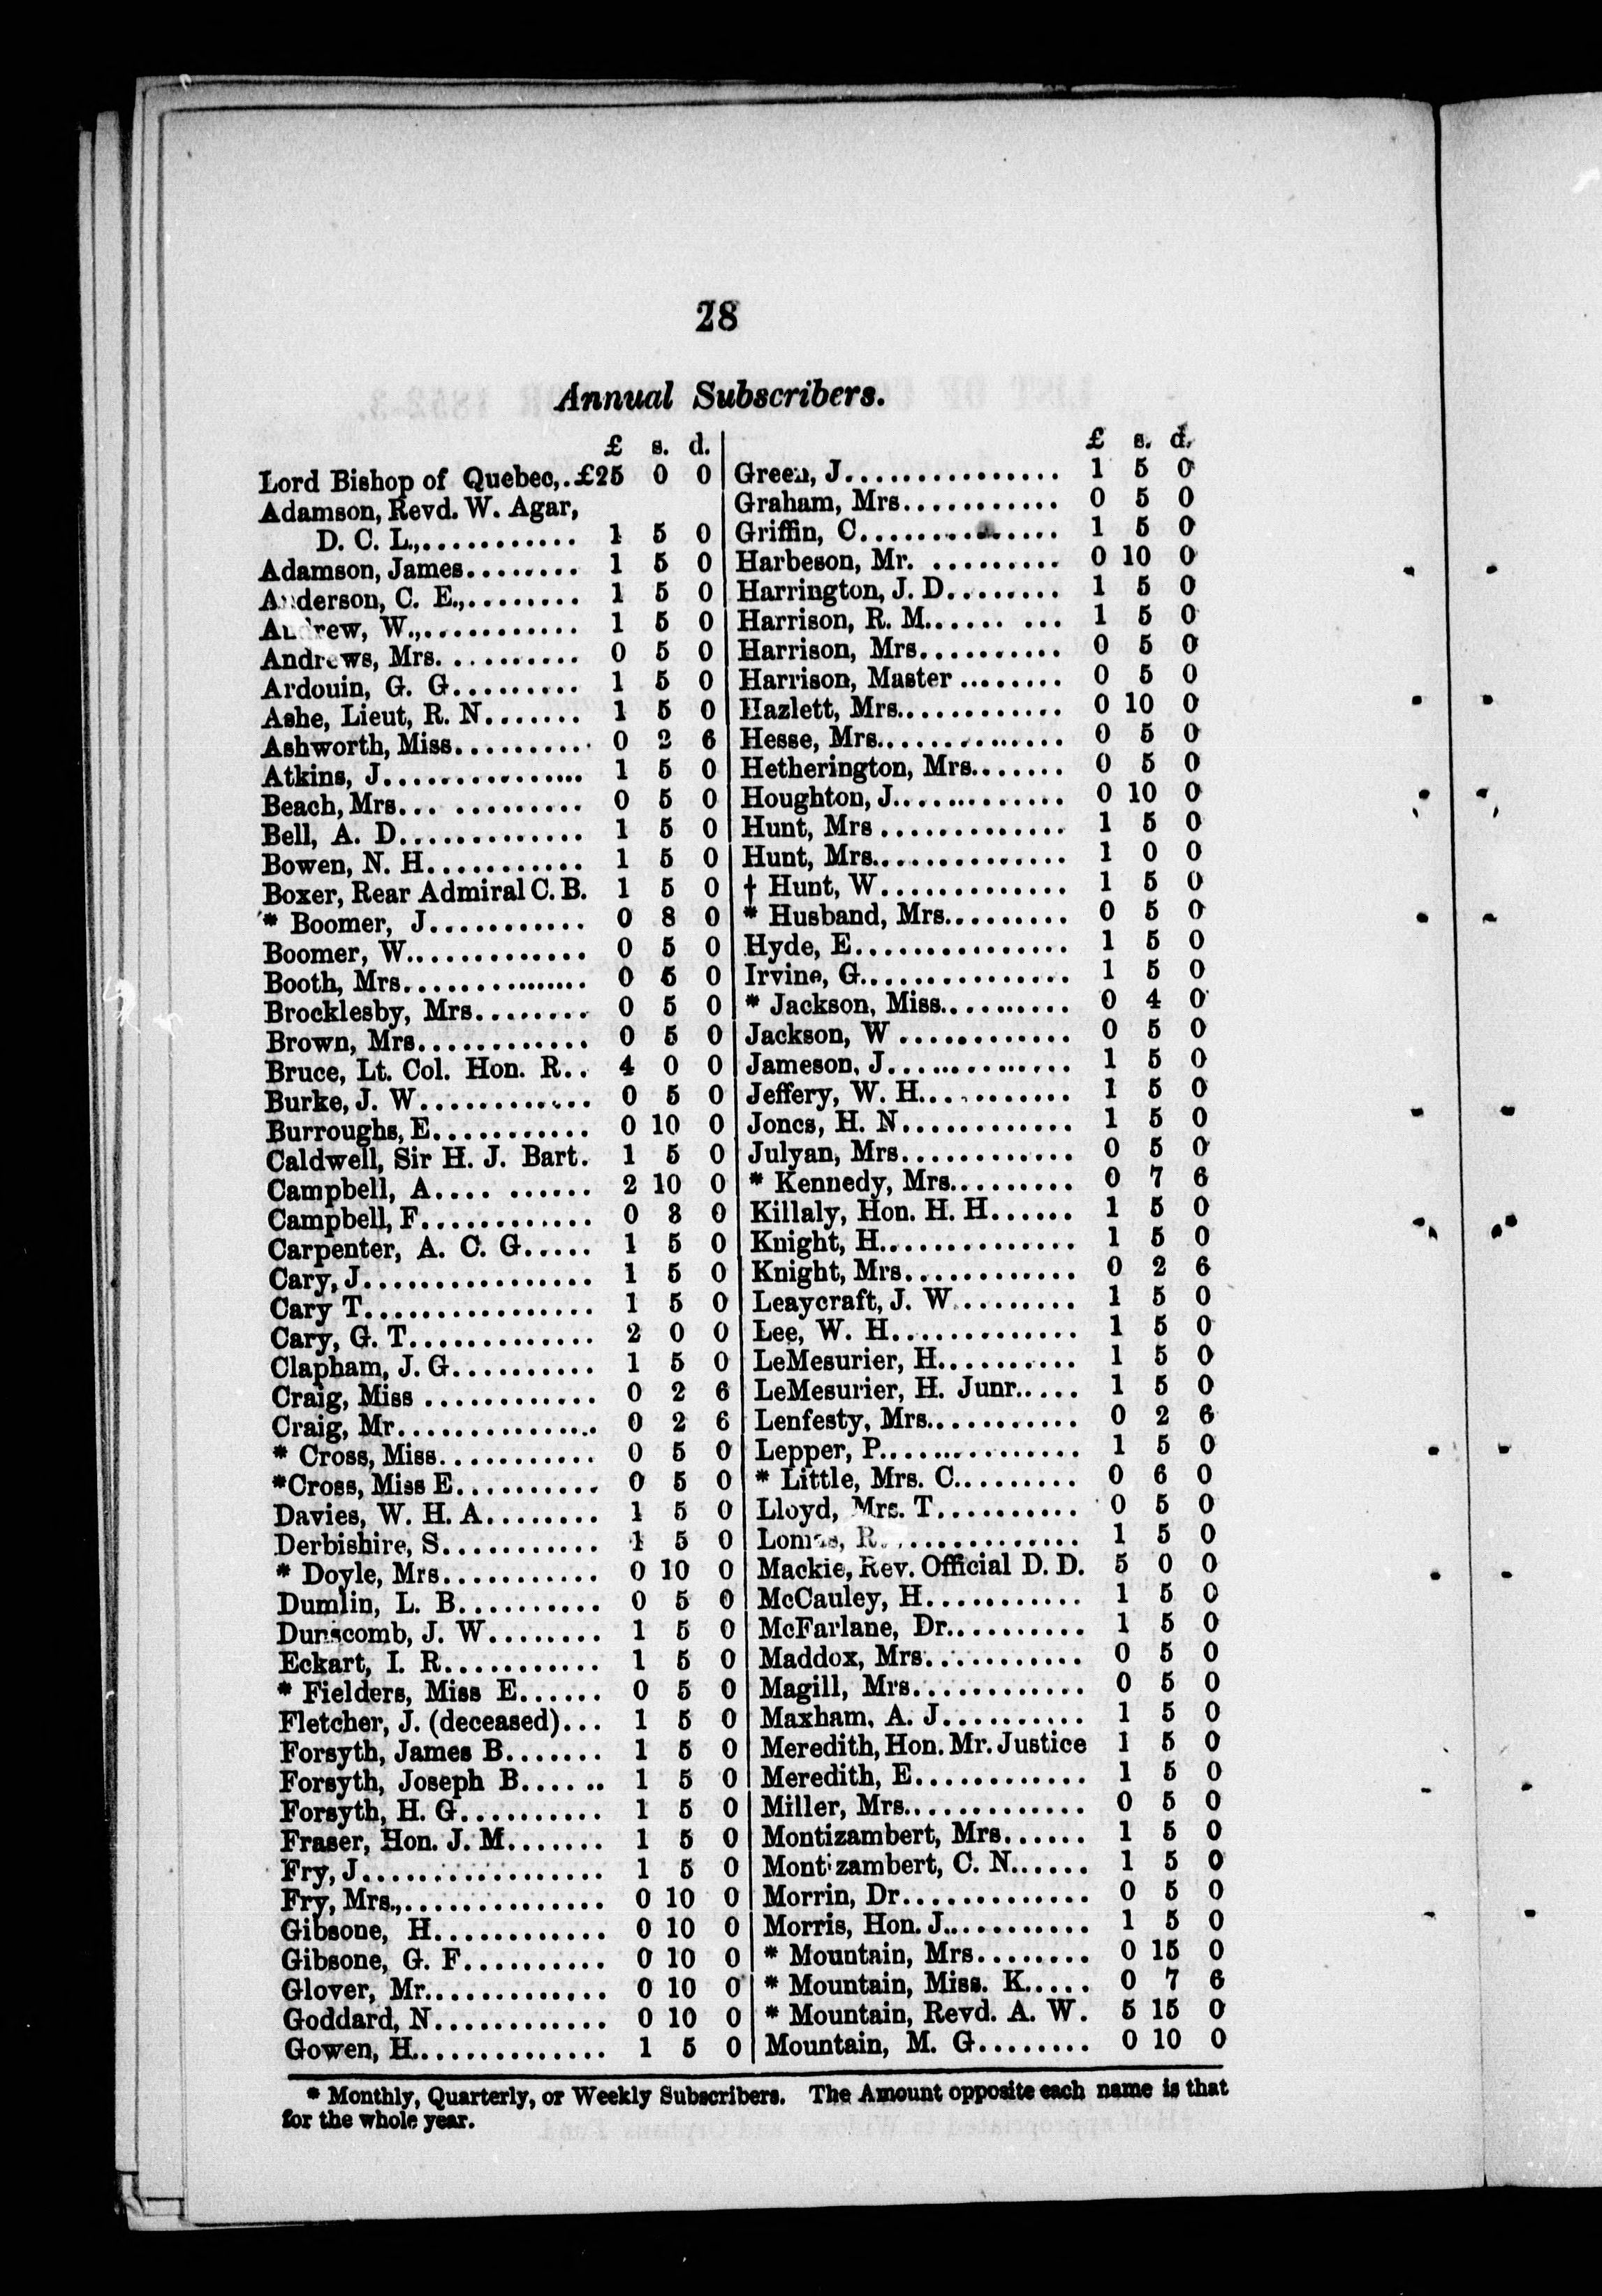 28
Annual Subscribers.
£ s. d.
Lord Bishop of Quebec,..£25 0 0
Adamson, Revd. W. Agar,
D. C. L.,........... 1 5 0
Adamson, James........ 1 5 0
Anderson, C. E.,........ 1 5 0
Andrew, W.,........... 1 5 0
Andrews, Mrs.......... 0 5 0
Ardouin, G. G......... 1 5 0
Ashe, Lieut, R. N....... 1 5 0
Ashworth, Miss.......... 0 2 6
Atkins, J............... 1 5 0
Beach, Mrs... ......... 0 5 0
Bell, A. D............. 1 5 0
Bowen, N. H........... 1 5 0
Boxer, Rear Admiral C. B. 1 5 0
* Boomer, J........... 0 8 0
Boomer, W............. 0 5 0
Booth, Mrs............. 0 5 0
Brocklesby, Mrs........ 0 5 0
Brown, Mrs............ 0 5 0
Bruce, Lt. Col. Hon. R.. 4 0 0
Burke, J. W............ 0 5 0
Burroughs, E........... 0 10 0
Caldwell, Sir H. J. Bart. 1 5 0
Campbell, A.... ...... 2 10 0
Campbell, F............ 0 8 0
Carpenter, A. C. G..... 1 5 0
Cary, J................ 1 5 0
Cary T................ 1 5 0
Cary, G. T............. 2 0 0
Clapham, J. G.......... 1 5 0
Craig, Miss ............ 0 2 6
Craig, Mr.............. 0 2 6
* Cross, Miss........... 0 5 0
*Cross, Miss E.......... 0 5 0
Davies, W. H. A........ 1 5 0
Derbishire, S........... 1 5 0
* Doyle, Mrs........... 0 10 0
Dumlin, L. B.......... 0 5 0
Dunscomb, J. W........ 1 5 0
Eckart, I. R........... 1 5 0
* Fielders, Miss E...... 0 5 0
Fletcher, J. (deceased)... 1 5 0
Forsyth, James B....... 1 5 0
Forsyth, Joseph B...... 1 5 0
Forsyth, H. G.......... 1 5 0
Fraser, Hon. J. M....... 1 5 0
Fry, J................. 1 5 0
Fry, Mrs.,.............. 0 10 0
Gibsone, H............ 0 10 0
Gibsone, G. F.......... 0 10 0
Glover, Mr............. 0 10 0
Goddard, N............ 0 10 0
Gowen, H.............. 1 5 0
£ s. d.
Green, J................ 1 5 0
Graham, Mrs........... 0 5 0
Griffin, C............... 1 5 0
Harbeson, Mr. ......... 0 10 0
Harrington, J. D........ 1 5 0
Harrison, R. M...... ... 1 5 0
Harrison, Mrs.......... 0 5 0
Harrison, Master ........ 0 5 0
Hazlett, Mrs............ 0 10 0
Hesse, Mrs............. 0 5 0
Hetherington, Mrs....... 0 5 0
Houghton, J............ 0 10 0
Hunt, Mrs ............. 1 5 0
Hunt, Mrs.............. 1 0 0
† Hunt, W............. 1 5 0
* Husband, Mrs......... 0 5 0
Hyde, E............... 1 5 0
Irvine, G............... 1 5 0
* Jackson, Miss......... 0 4 0
Jackson, W ............ 0 5 0
Jameson, J............. 1 5 0
Jeffery, W. H........... 1 5 0
Jones, H. N............ 1 5 0
Julyan, Mrs............ 0 5 0
* Kennedy, Mrs......... 0 7 6
Killaly, Hon. H. H...... 1 5 0
Knight, H.............. 1 5 0
Knight, Mrs............ 0 2 6
Leaycraft, J. W......... 1 5 0
Lee, W. H............. 1 5 0
LeMesurier, H.......... 1 5 0
LeMesurier, H. Junr..... 1 5 0
Lenfesty, Mrs........... 0 2 6
Lepper, P.............. 1 5 0
* Little, Mrs. C......... 0 6 0
Lloyd, Mrs. T.......... 0 5 0
Lomas, R.............. 1 5 0
Mackie, Rev. Official D. D. 5 0 0
McCauley, H........... 1 5 0
McFarlane, Dr.......... 1 5 0
Maddox, Mrs........... 0 5 0
Magill, Mrs............ 0 5 0
Maxham, A. J.......... 1 5 0
Meredith, Hon. Mr. Justice 1 5 0
Meredith, E............ 1 5 0
Miller, Mrs............. 0 5 0
Montizambert, Mrs...... 1 5 0
Montizambert, C. N...... 1 5 0
Morrin, Dr............. 0 5 0
Morris, Hon. J.......... 1 5 0
* Mountain, Mrs........ 0 15 0
* Mountain, Miss. K..... 0 7 6
* Mountain, Revd. A. W. 5 15 0
Mountain, M. G........ 0 10 0
* Monthly, Quarterly, or Weekly Subscribers. The Amount opposite each name is that
for the whole year.